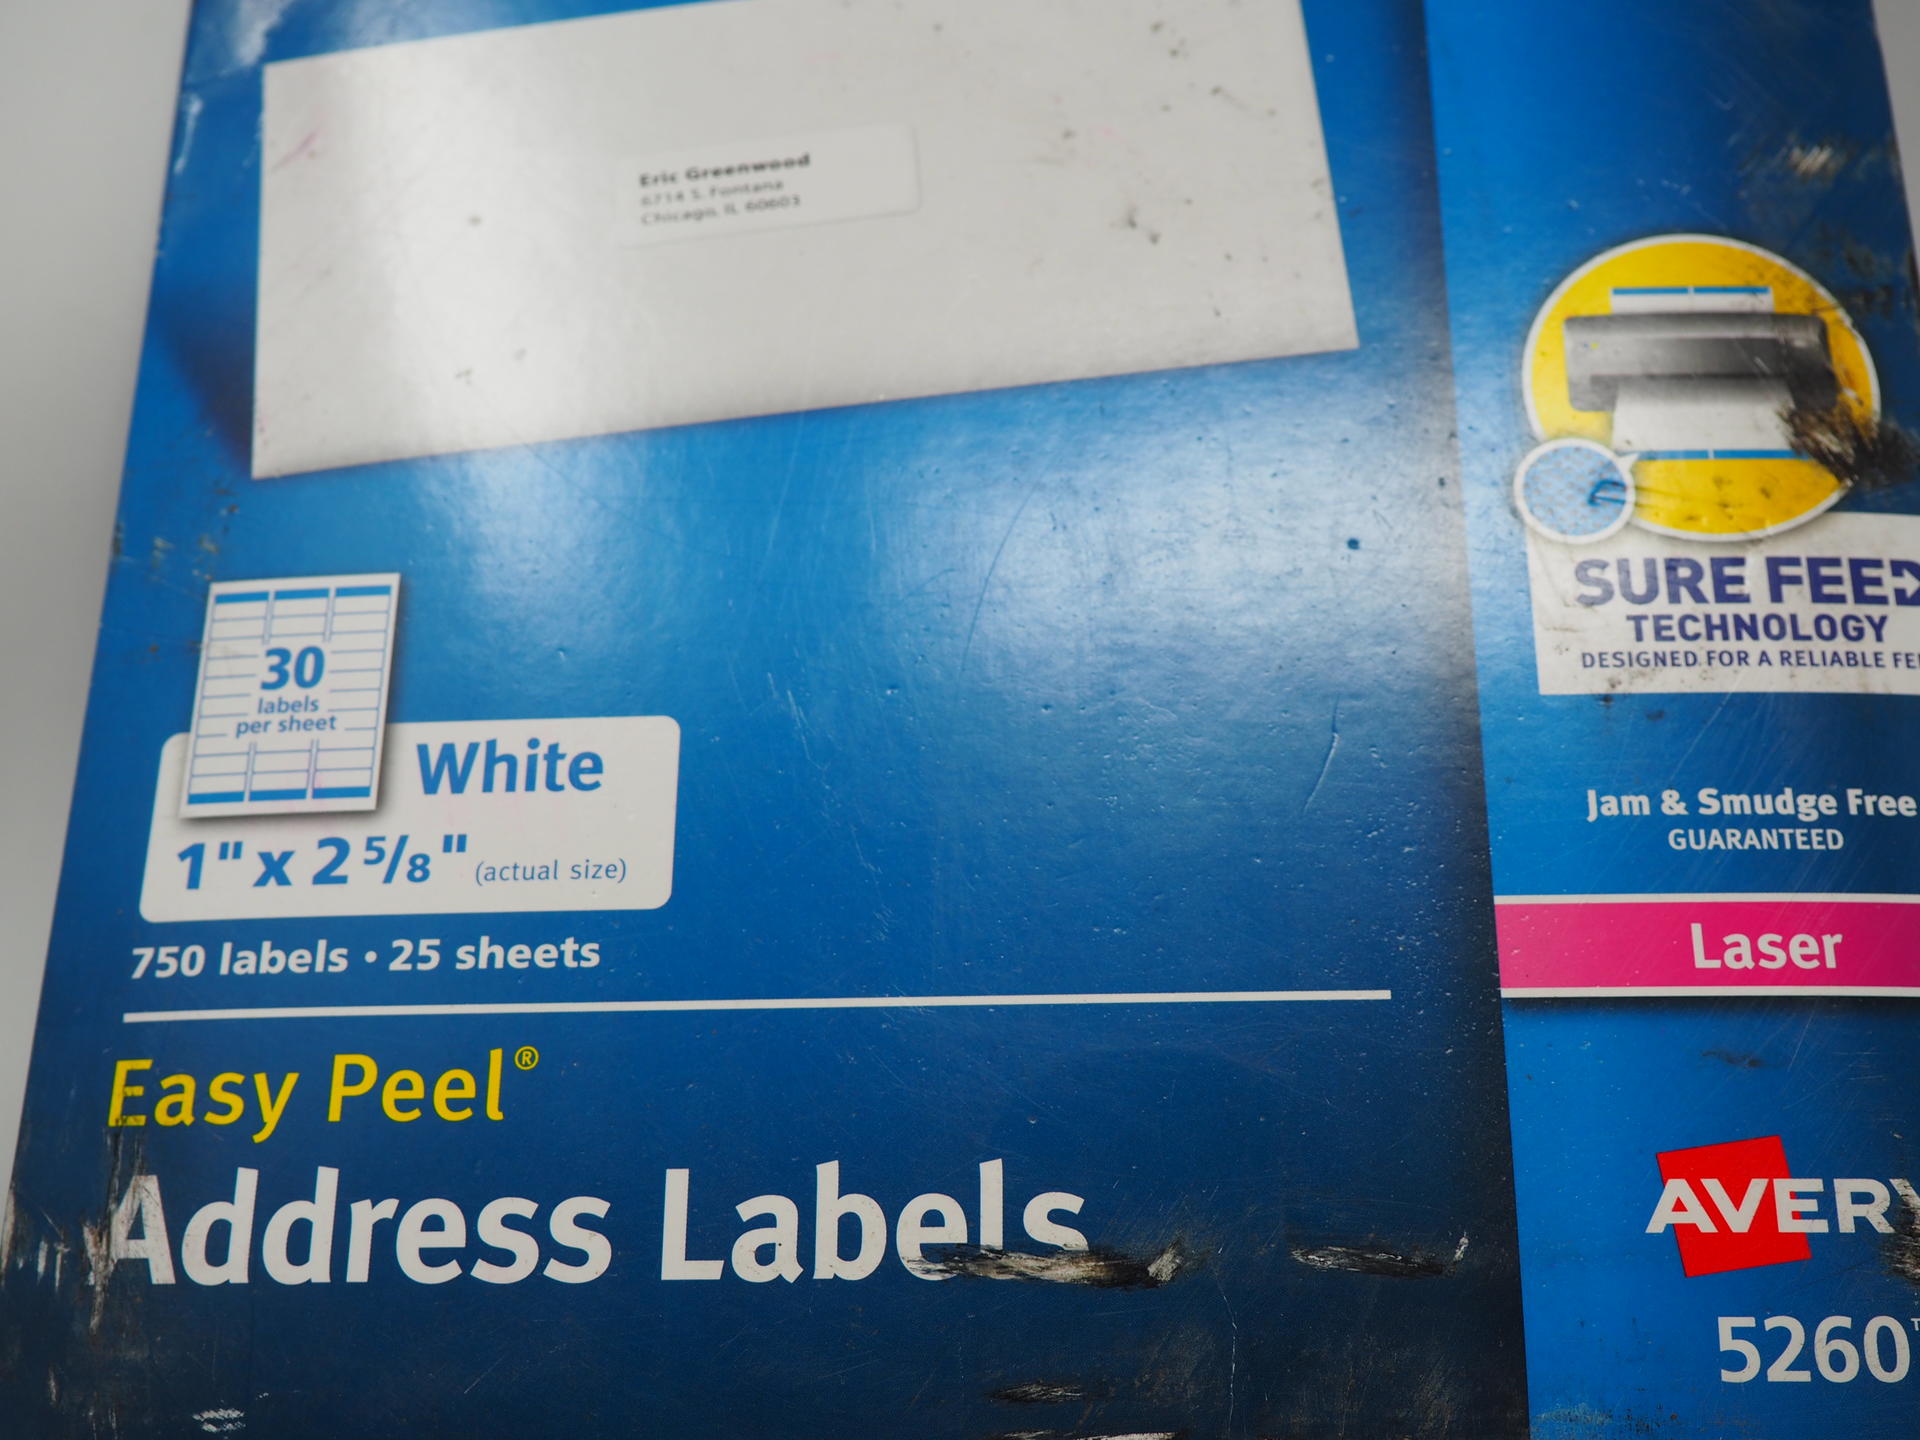 Eric Greenwood
6714 S. Fontana
Chicago, IL 60603
30
labels
per sheet
White
1" x 2 5/8" (actual size)
750 labels • 25 sheets
Easy Peel®
Address Labels
SURE FEED
TECHNOLOGY
DESIGNED FOR A RELIABLE
Jam & Smudge Free
GUARANTEED
Laser
AVERY
5260